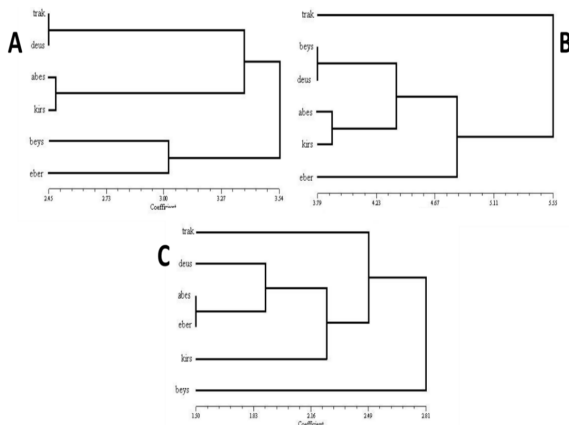 A
trak
deus
abes
kirs
beys
eber
2.45 2.73 3.00 3.27 3.54
Coefficient
B
trak
beys
deus
abes
kirs
eber
3.79 4.23 4.67 5.11 5.55
C
trak
deus
abes
eber
kirs
beys
1.50 1.83 2.16 2.49 2.81
Coefficient